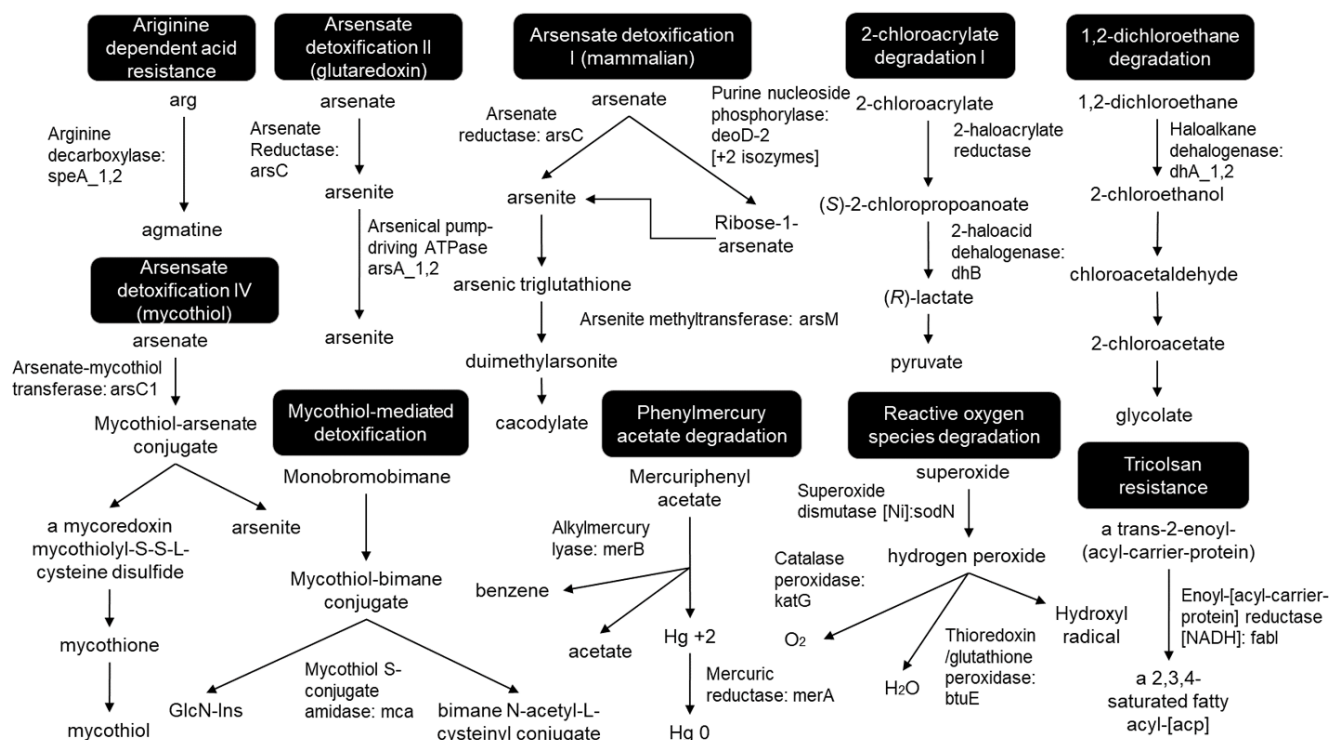 Ariginine
dependent acid
resistance
arg
Arginine
decarboxylase:
speA_1,2
agmatine
Arsensate
detoxification IV
(mycothiol)
arsenate
Arsenate-mycothiol
transferase: arsC1
Mycothiol-arsenate
conjugate
a mycoredoxin
mycothiolyl-S-S-L-
cysteine disulfide
arsenite
mycothione
mycothiol
Arsensate
detoxification II
(glutaredoxin)
arsenate
Arsenate
Reductase:
arsC
arsenite
Arsenical pump-
driving ATPase
arsA_1,2
arsenite
Mycothiol-mediated
detoxification
Monobromobimane
Mycothiol-bimane
conjugate
Mycothiol S-
conjugate
amidase: mca
GlcN-Ins
bimane N-acetyl-L-
cysteinyl conjugate
Arsensate detoxification
I (mammalian)
arsenate
Arsenate
reductase: arsC
Purine nucleoside
phosphorylase:
deoD-2
[+2 isozymes]
arsenite
Ribose-1-
arsenate
arsenic triglutathione
Arsenite methyltransferase: arsM
duimethylarsonite
cacodylate
Phenylmercury
acetate degradation
Mercuriphenyl
acetate
Alkylmercury
lyase: merB
benzene
acetate
Hg +2
Mercuric
reductase: merA
Hg 0
2-chloroacrylate
degradation I
2-chloroacrylate
2-haloacrylate
reductase
(S)-2-chloropropoanoate
2-haloacid
dehalogenase:
dhB
(R)-lactate
pyruvate
Reactive oxygen
species degradation
superoxide
Superoxide
dismutase [Ni]:sodN
hydrogen peroxide
Catalase
peroxidase:
katG
O2
H2O
Thioredoxin
/glutathione
peroxidase:
btuE
Hydroxyl
radical
1,2-dichloroethane
degradation
1,2-dichloroethane
Haloalkane
dehalogenase:
dhA_1,2
2-chloroethanol
chloroacetaldehyde
2-chloroacetate
glycolate
Tricolsan
resistance
a trans-2-enoyl-
(acyl-carrier-protein)
Enoyl-[acyl-carrier-
protein] reductase
[NADH]: fabI
a 2,3,4-
saturated fatty
acyl-[acp]